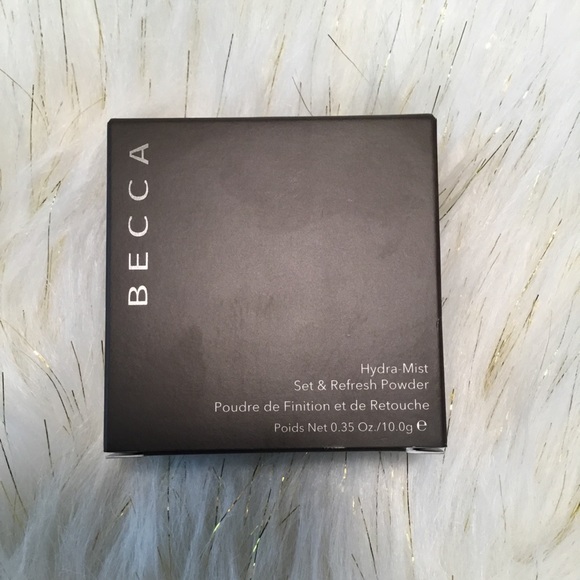 BECCA
Hydra-Mist
Set & Refresh Powder
Poudre de Finition et de Retouche
Poids Net 0.35 Oz./10.0g ℮